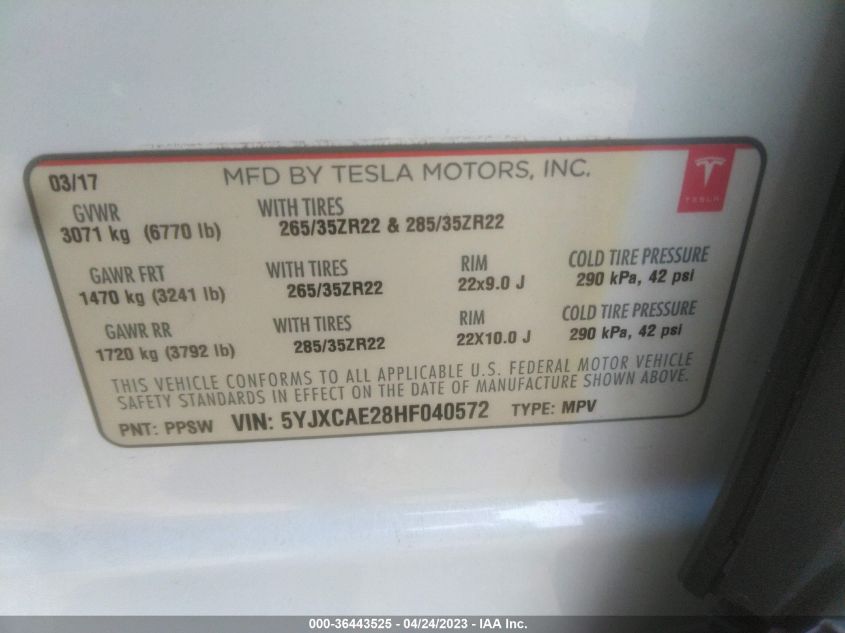 03/17 MFD BY TESLA MOTORS, INC.
TESLA
GVWR WITH TIRES
3071 kg (6770 lb) 265/35ZR22 & 285/35ZR22
GAWR FRT WITH TIRES RIM COLD TIRE PRESSURE
1470 kg (3241 lb) 265/35ZR22 22x9.0 J 290 kPa, 42 psi
GAWR RR WITH TIRES RIM COLD TIRE PRESSURE
1720 kg (3792 lb) 285/35ZR22 22X10.0 J 290 kPa, 42 psi
THIS VEHICLE CONFORMS TO ALL APPLICABLE U.S. FEDERAL MOTOR VEHICLE
SAFETY STANDARDS IN EFFECT ON THE DATE OF MANUFACTURE SHOWN ABOVE.
PNT: PPSW VIN: 5YJXCAE28HF040572 TYPE: MPV
000-36443525 - 04/24/2023 - IAA Inc.